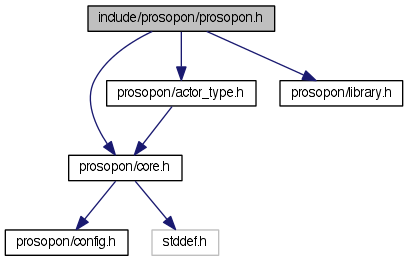 include/prosopon/prosopon.h
prosopon/actor_type.h
prosopon/library.h
prosopon/core.h
prosopon/config.h
stddef.h